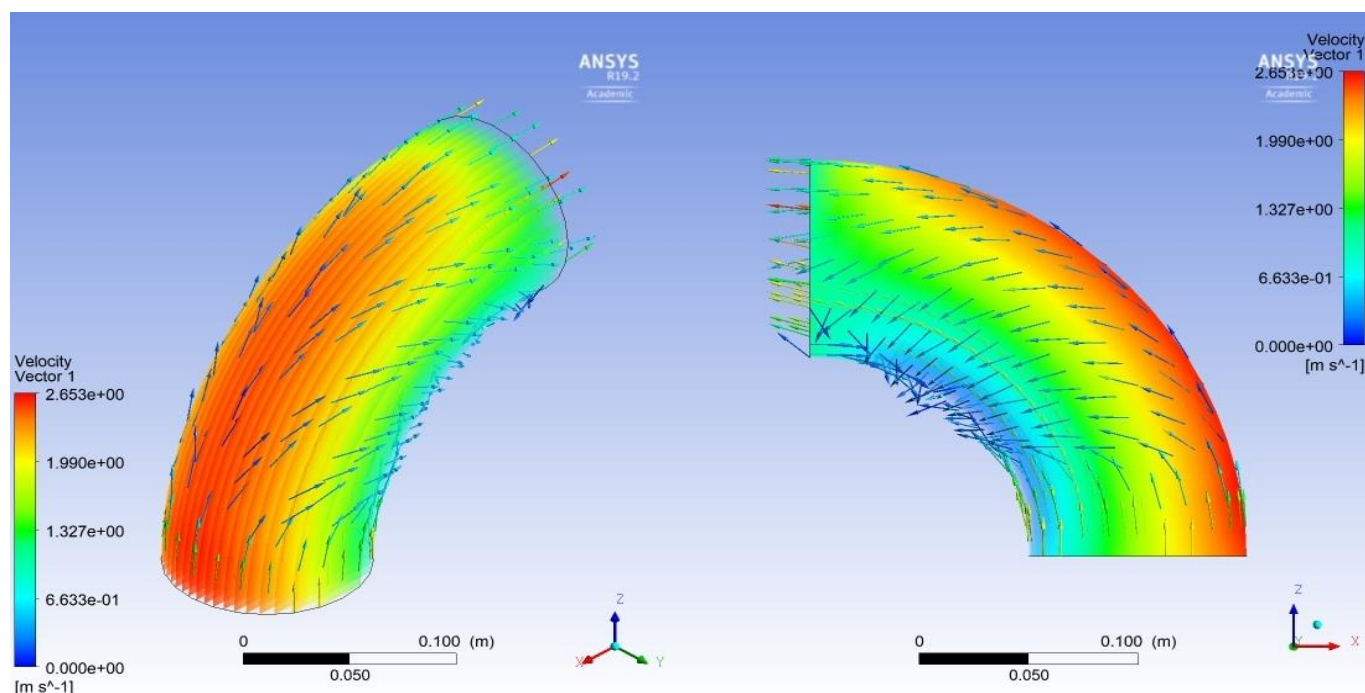 ANSYS
R19.2
Academic
Velocity
Vector 1
2.653e+00
1.990e+00
1.327e+00
6.633e-01
0.000e+00
[m s^-1]
0
0.100 (m)
0.050
Z
X
Y
ANSYS
Academic
Velocity
Vector 1
2.653e+00
1.990e+00
1.327e+00
6.633e-01
0.000e+00
[m s^-1]
0
0.100 (m)
0.050
Z
Y
X